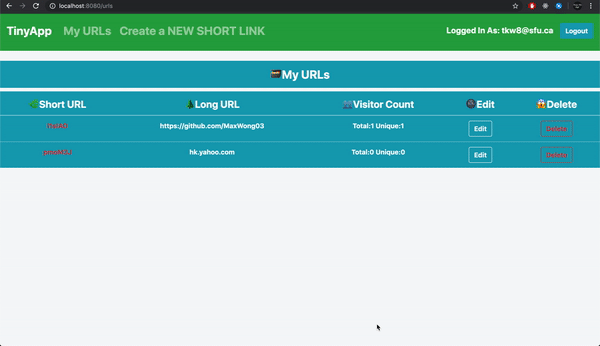 localhost:8080/urls
TinyApp My URLs Create a NEW SHORT LINK Logged In As: tkw8@sfu.ca Logout
My URLs
Short URL Long URL Visitor Count Edit Delete
https://github.com/MaxWong03 Total:1 Unique:1 Edit Delete
hk.yahoo.com Total:0 Unique:0 Edit Delete